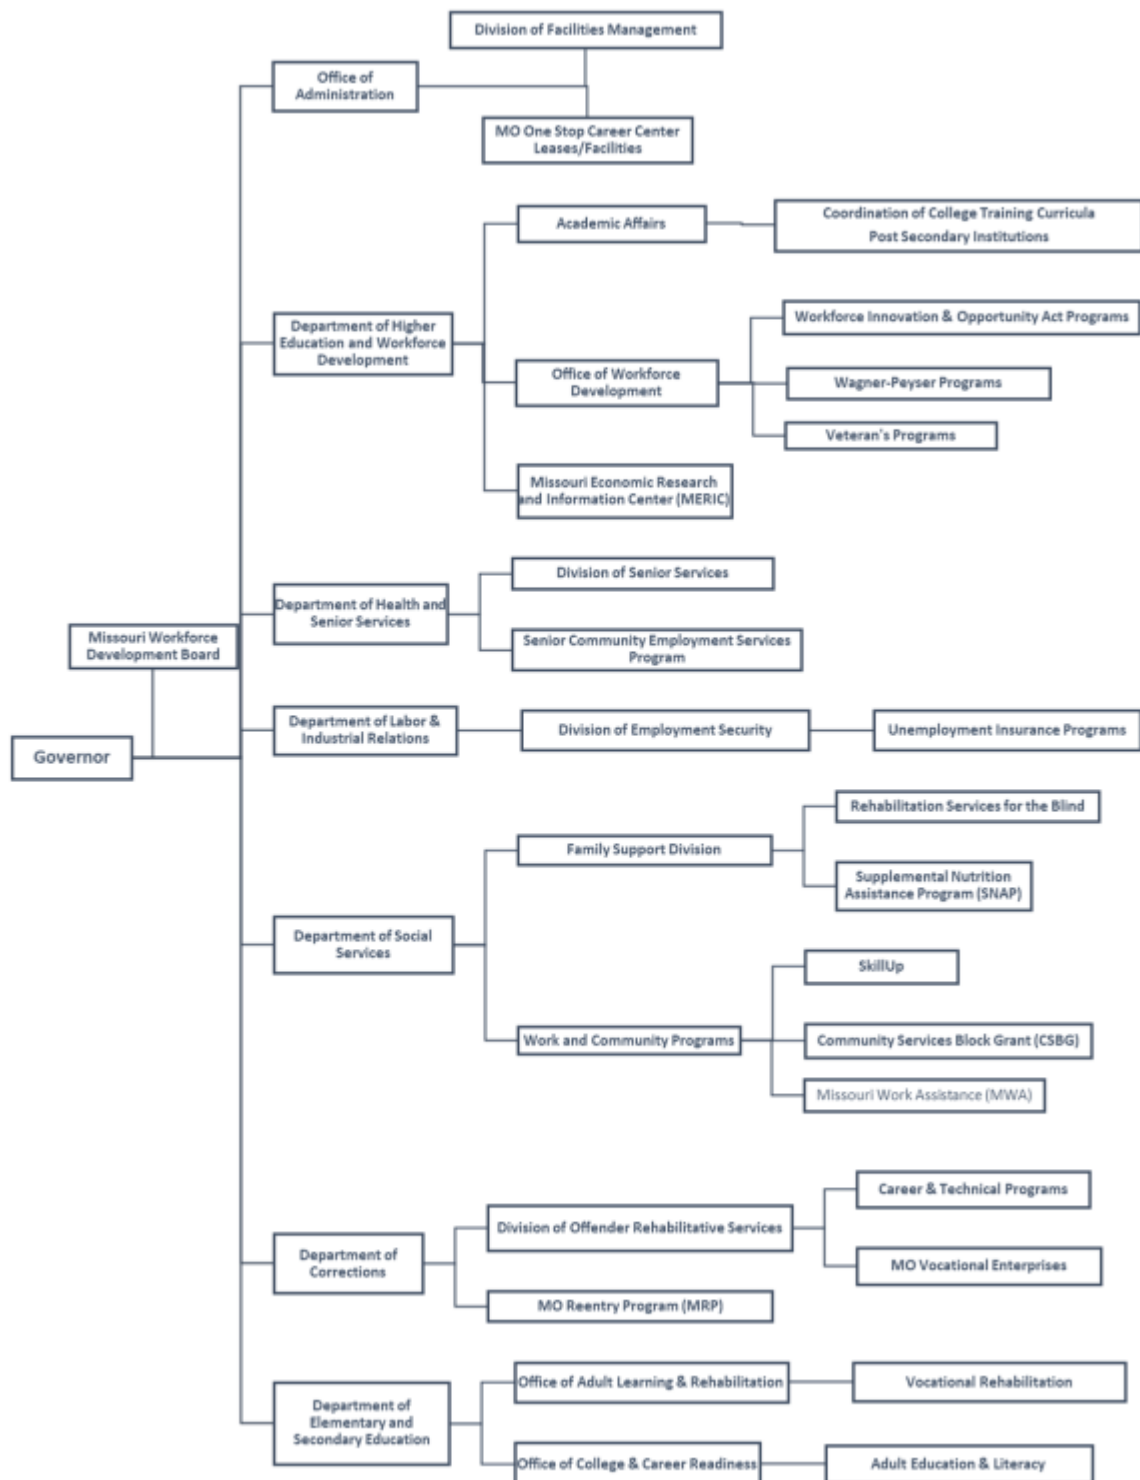 Division of Facilities Management
Office of
Administration
MO One Stop Career Center
Leases/Facilities
Academic Affairs
Coordination of College Training Curricula
Post Secondary Institutions
Department of Higher
Education and Workforce
Development
Workforce Innovation & Opportunity Act Programs
Office of Workforce
Development
Wagner-Peyser Programs
Veteran's Programs
Missouri Economic Research
and Information Center (MERIC)
Department of Health and
Senior Services
Division of Senior Services
Senior Community Employment Services
Program
Missouri Workforce
Development Board
Governor
Department of Labor &
Industrial Relations
Division of Employment Security
Unemployment Insurance Programs
Department of Social
Services
Family Support Division
Rehabilitation Services for the Blind
Supplemental Nutrition
Assistance Program (SNAP)
Work and Community Programs
SkillUp
Community Services Block Grant (CSBG)
Missouri Work Assistance (MWA)
Department of
Corrections
Division of Offender Rehabilitative Services
Career & Technical Programs
MO Vocational Enterprises
MO Reentry Program (MRP)
Department of
Elementary and
Secondary Education
Office of Adult Learning & Rehabilitation
Vocational Rehabilitation
Office of College & Career Readiness
Adult Education & Literacy